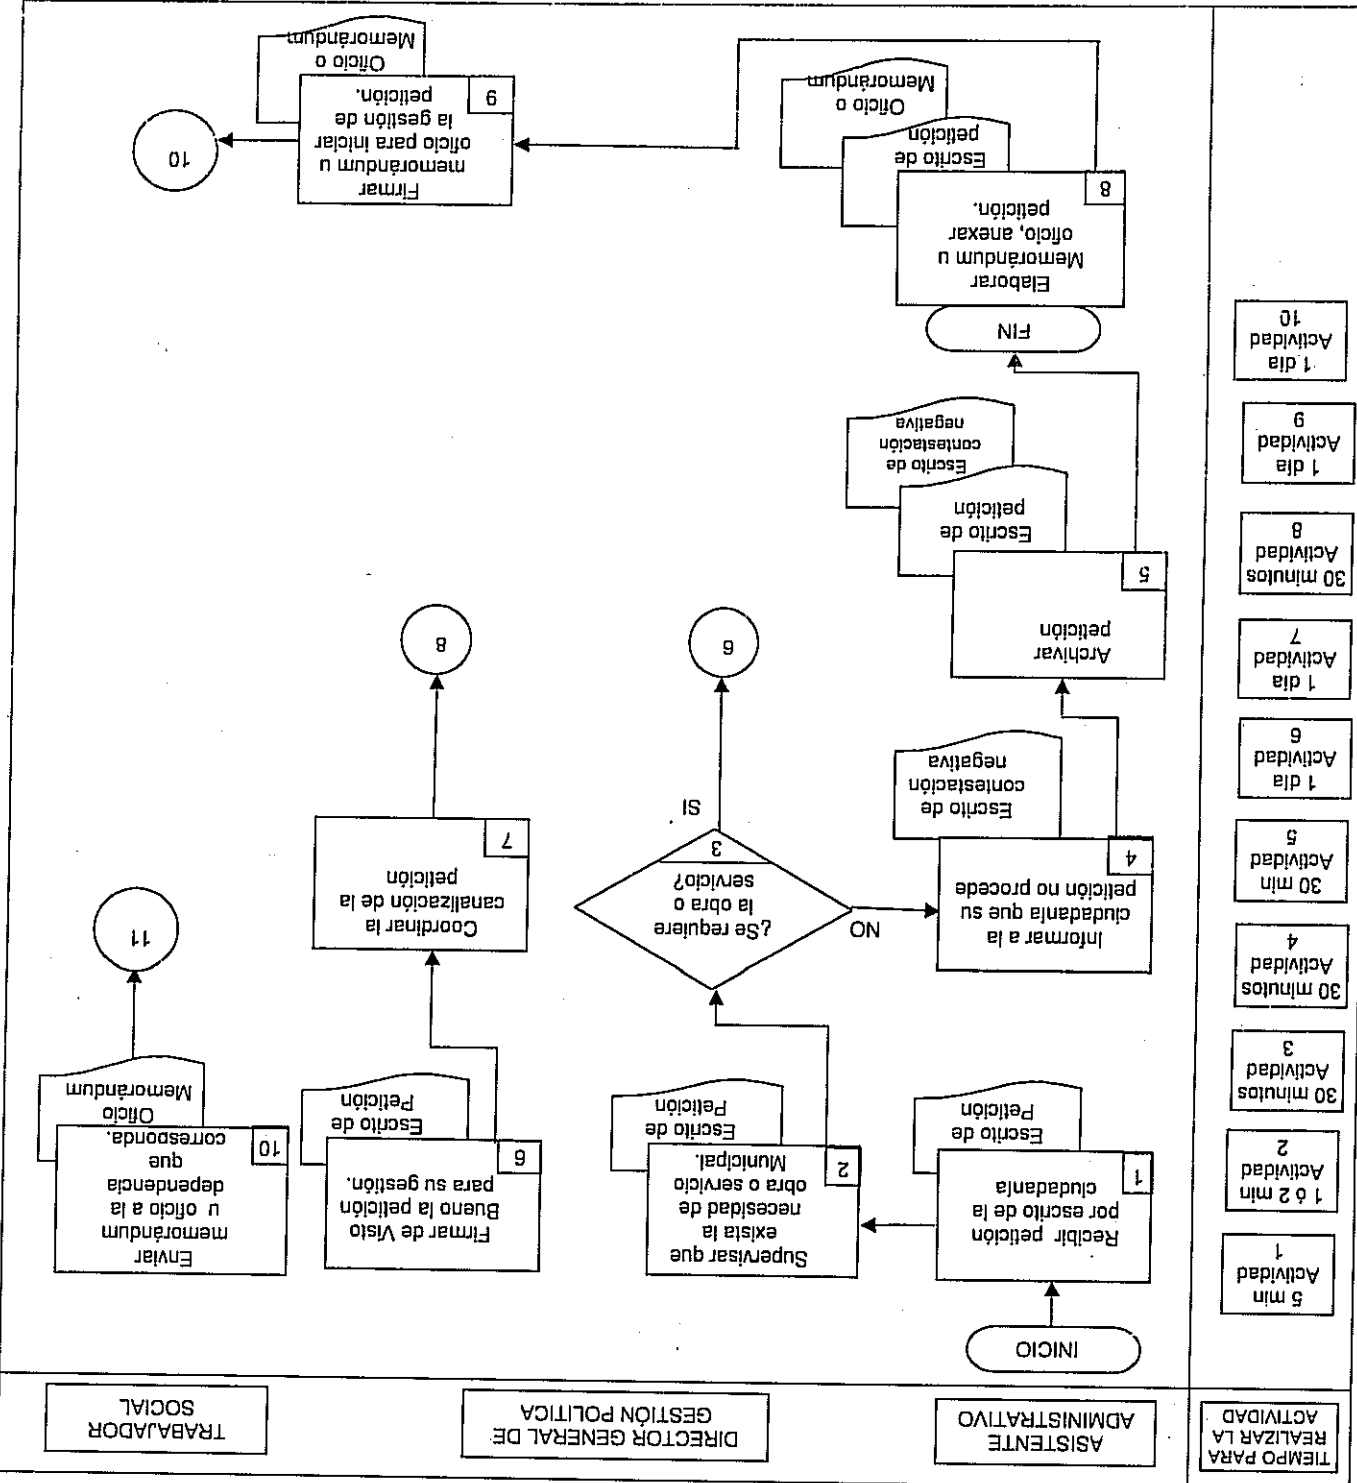 TIEMPO PARA
REALIZAR LA
ACTIVIDAD
ASISTENTE
ADMINISTRATIVO
DIRECTOR GENERAL DE
GESTIÓN POLITICA
TRABAJADOR
SOCIAL
5 min
Actividad
1
1 ó 2 min
Actividad
2
30 minutos
Actividad
3
30 minutos
Actividad
4
30 min
Actividad
5
1 día
Actividad
6
1 día
Actividad
7
30 minutos
Actividad
8
1 día
Actividad
9
1 día
Actividad
10
INICIO
Recibir petición
por escrito de la
ciudadanía
1
Escrito de
Petición
Supervisar que
exista la
necesidad de
obra o servicio
Municipal.
2
Escrito de
Petición
¿Se requiere
la obra o
servicio?
3
NO
SI
6
Informar a la
ciudadanía que su
petición no procede
4
Escrito de
contestación
negativa
Archivar
petición
5
Escrito de
petición
Escrito de
contestación
negativa
FIN
Firmar de Visto
Bueno la petición
para su gestión.
6
Escrito de
Petición
Coordinar la
canalización de la
petición
7
8
Elaborar
Memorándum u
oficio, anexar
petición.
8
Escrito de
petición
Oficio o
Memorándum
Firmar
memorándum u
oficio para iniciar
la gestión de
petición.
9
Oficio o
Memorándum
10
Enviar
memorándum
u oficio a la
dependencia
que
corresponda.
10
Oficio
Memorándum
11